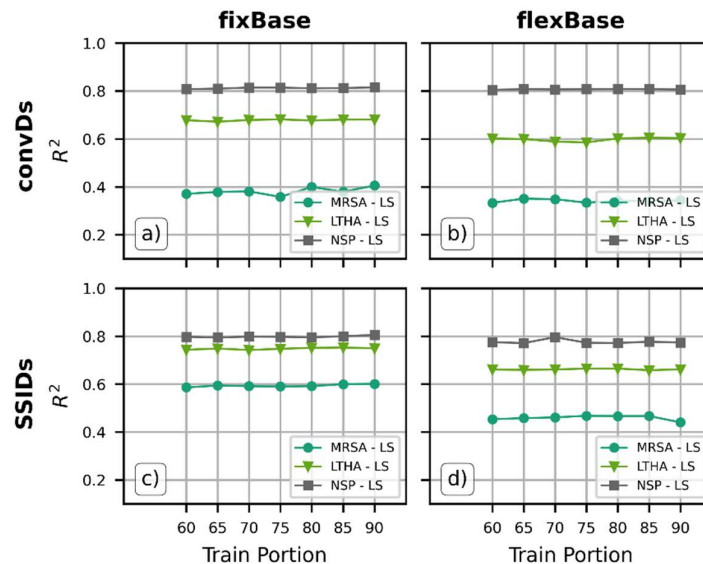 fixBase
flexBase
convDs
R²
1.0
0.8
0.6
0.4
0.2
a)
MRSA - LS
LTHA - LS
NSP - LS
b)
MRSA - LS
LTHA - LS
NSP - LS
SSIDs
R²
1.0
0.8
0.6
0.4
0.2
c)
MRSA - LS
LTHA - LS
NSP - LS
d)
MRSA - LS
LTHA - LS
NSP - LS
60 65 70 75 80 85 90
60 65 70 75 80 85 90
Train Portion
Train Portion